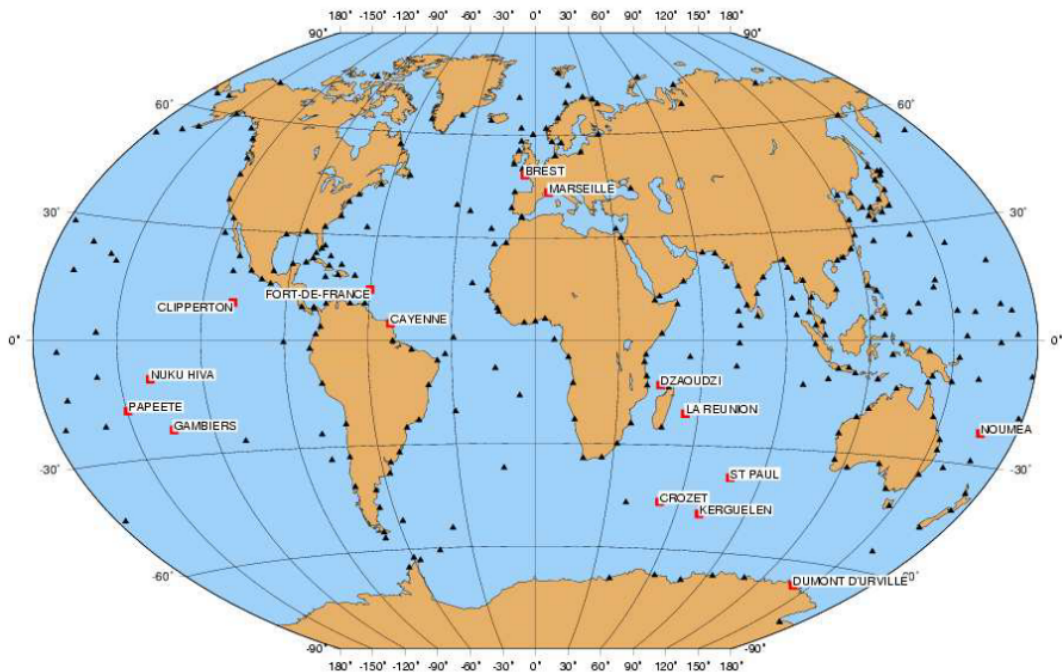 180° -150° -120° -90° -60° -30° 0° 30° 60° 90° 120° 150° 180°
90° 90°
60° 60°
BREST
MARSEILLE
30° 30°
FORT-DE-FRANCE
CLIPPERTON
CAYENNE
0° 0°
NUKU HIVA
DZAOUDZI
PAPEETE
LA REUNION
GAMBIERS
NOUMEA
-30° -30°
ST PAUL
CROZET
KERGUELEN
-60°
DUMONT D'URVILLE
-90° -90°
180° -150° -120° -90° -60° -30° 0° 30° 60° 90° 120° 150° 180°